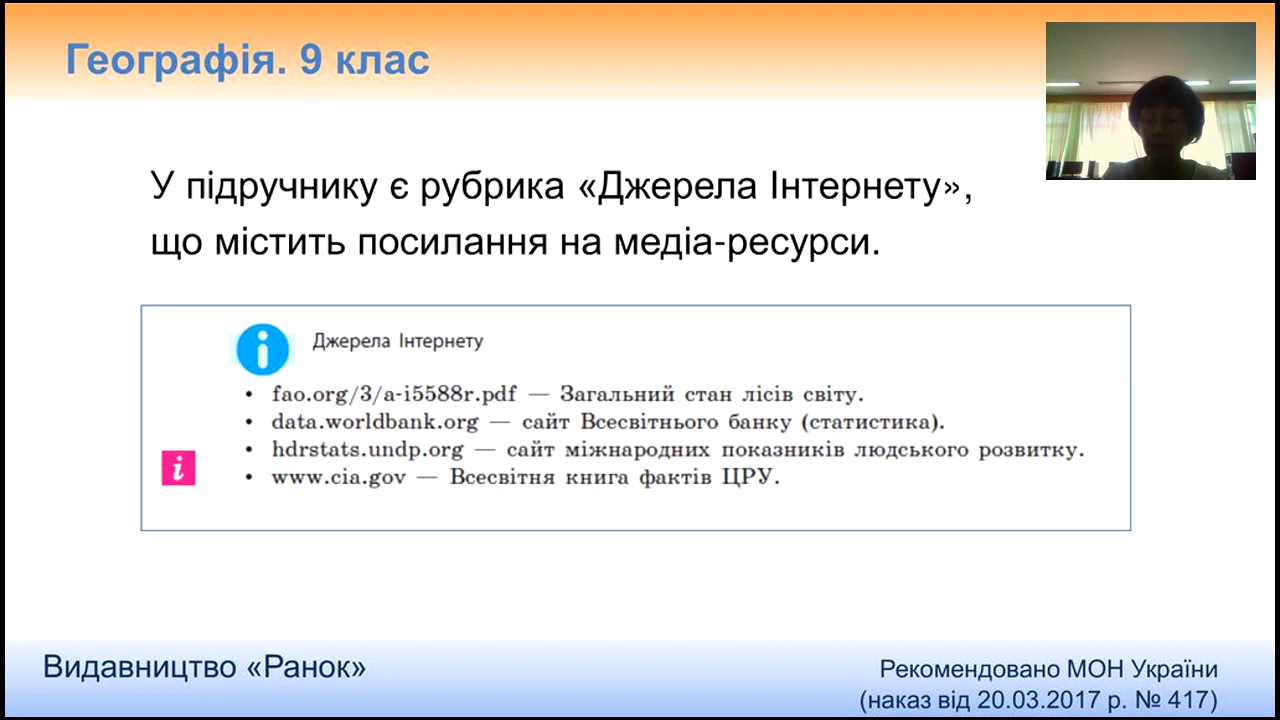 Географія. 9 клас
У підручнику є рубрика «Джерела Інтернету»,
що містить посилання на медіа-ресурси.
Джерела Інтернету
• fao.org/3/a-i5588r.pdf — Загальний стан лісів світу.
• data.worldbank.org — сайт Всесвітнього банку (статистика).
• hdrstats.undp.org — сайт міжнародних показників людського розвитку.
• www.cia.gov — Всесвітня книга фактів ЦРУ.
Видавництво «Ранок»
Рекомендовано МОН України
(наказ від 20.03.2017 р. № 417)